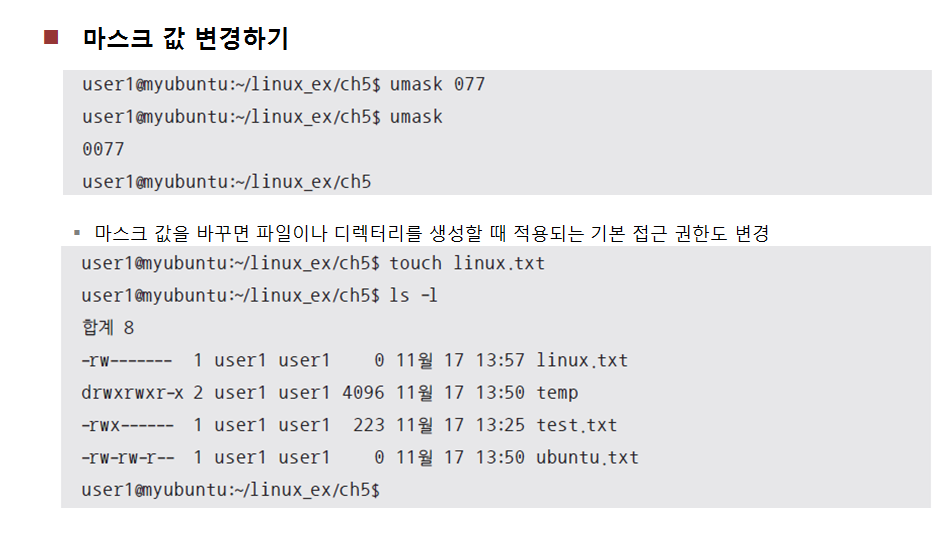 마스크 값 변경하기
user1@myubuntu:~/linux_ex/ch5$ umask 077
user1@myubuntu:~/linux_ex/ch5$ umask
0077
user1@myubuntu:~/linux_ex/ch5
마스크 값을 바꾸면 파일이나 디렉터리를 생성할 때 적용되는 기본 접근 권한도 변경
user1@myubuntu:~/linux_ex/ch5$ touch linux.txt
user1@myubuntu:~/linux_ex/ch5$ ls -l
합계 8
-rw------- 1 user1 user1 0 11월 17 13:57 linux.txt
drwxrwxr-x 2 user1 user1 4096 11월 17 13:50 temp
-rwx------ 1 user1 user1 223 11월 17 13:25 test.txt
-rw-rw-r-- 1 user1 user1 0 11월 17 13:50 ubuntu.txt
user1@myubuntu:~/linux_ex/ch5$